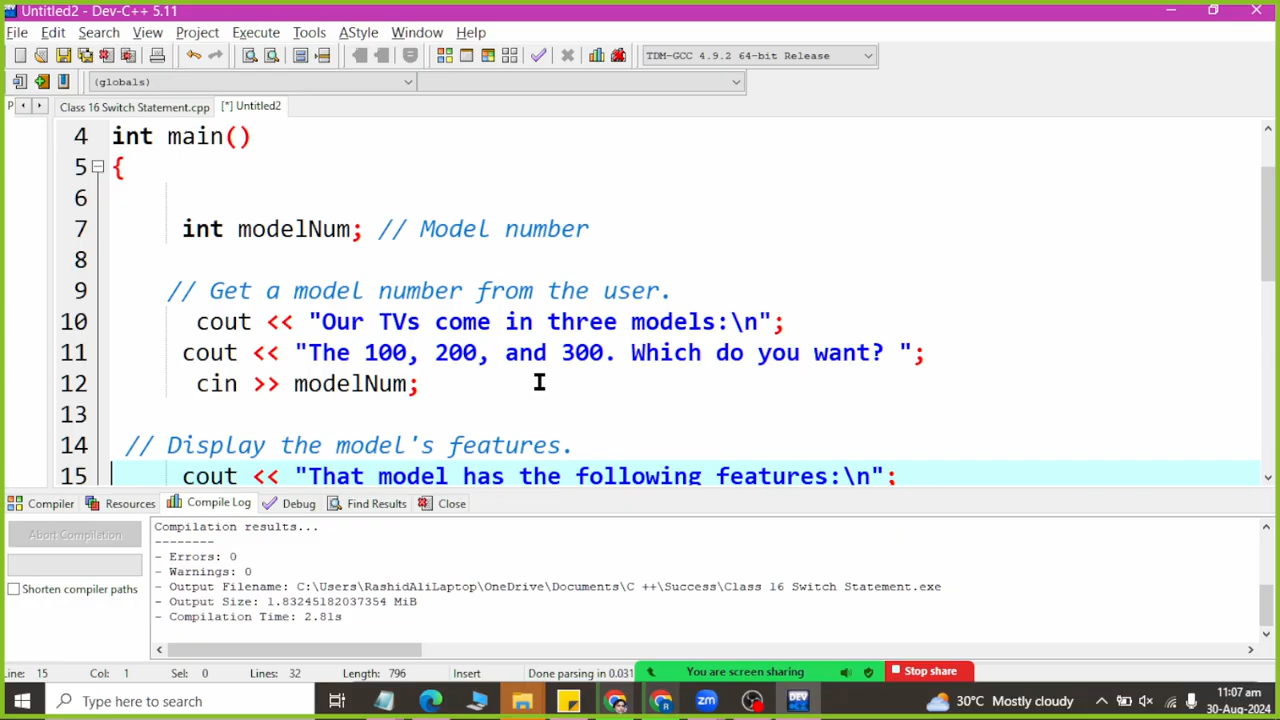 Untitled2 - Dev-C++ 5.11
File Edit Search View Project Execute Tools AStyle Window Help
TDM-GCC 4.9.2 64-bit Release
(globals)
P Class 16 Switch Statement.cpp [*] Untitled2
4 int main()
5 {
6
7 int modelNum; // Model number
8
9 // Get a model number from the user.
10 cout << "Our TVs come in three models:\n";
11 cout << "The 100, 200, and 300. Which do you want? ";
12 cin >> modelNum;
13
14 // Display the model's features.
15 cout << "That model has the following features:\n";
Compiler Resources Compile Log Debug Find Results Close
Abort Compilation
Shorten compiler paths
Compilation results...
--------
- Errors: 0
- Warnings: 0
- Output Filename: C:\Users\RashidAliLaptop\OneDrive\Documents\C ++\Success\Class 16 Switch Statement.exe
- Output Size: 1.83245182037354 MiB
- Compilation Time: 2.81s
Line: 15 Col: 1 Sel: 0 Lines: 32 Length: 796 Insert Done parsing in 0.031
You are screen sharing Stop share
Type here to search
30°C Mostly cloudy
11:07 am
30-Aug-2024